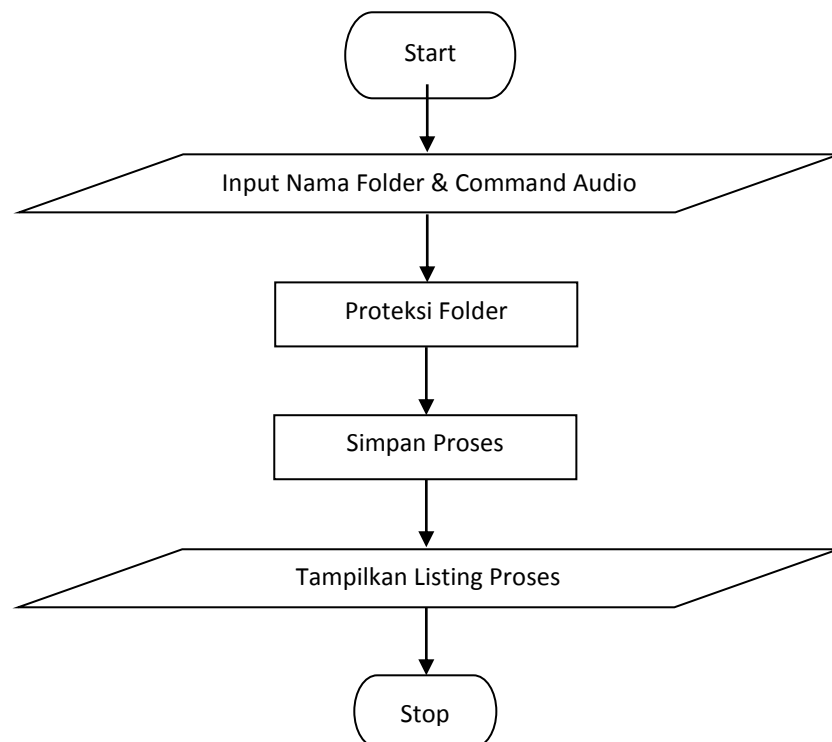 Start
Input Nama Folder & Command Audio
Proteksi Folder
Simpan Proses
Tampilkan Listing Proses
Stop